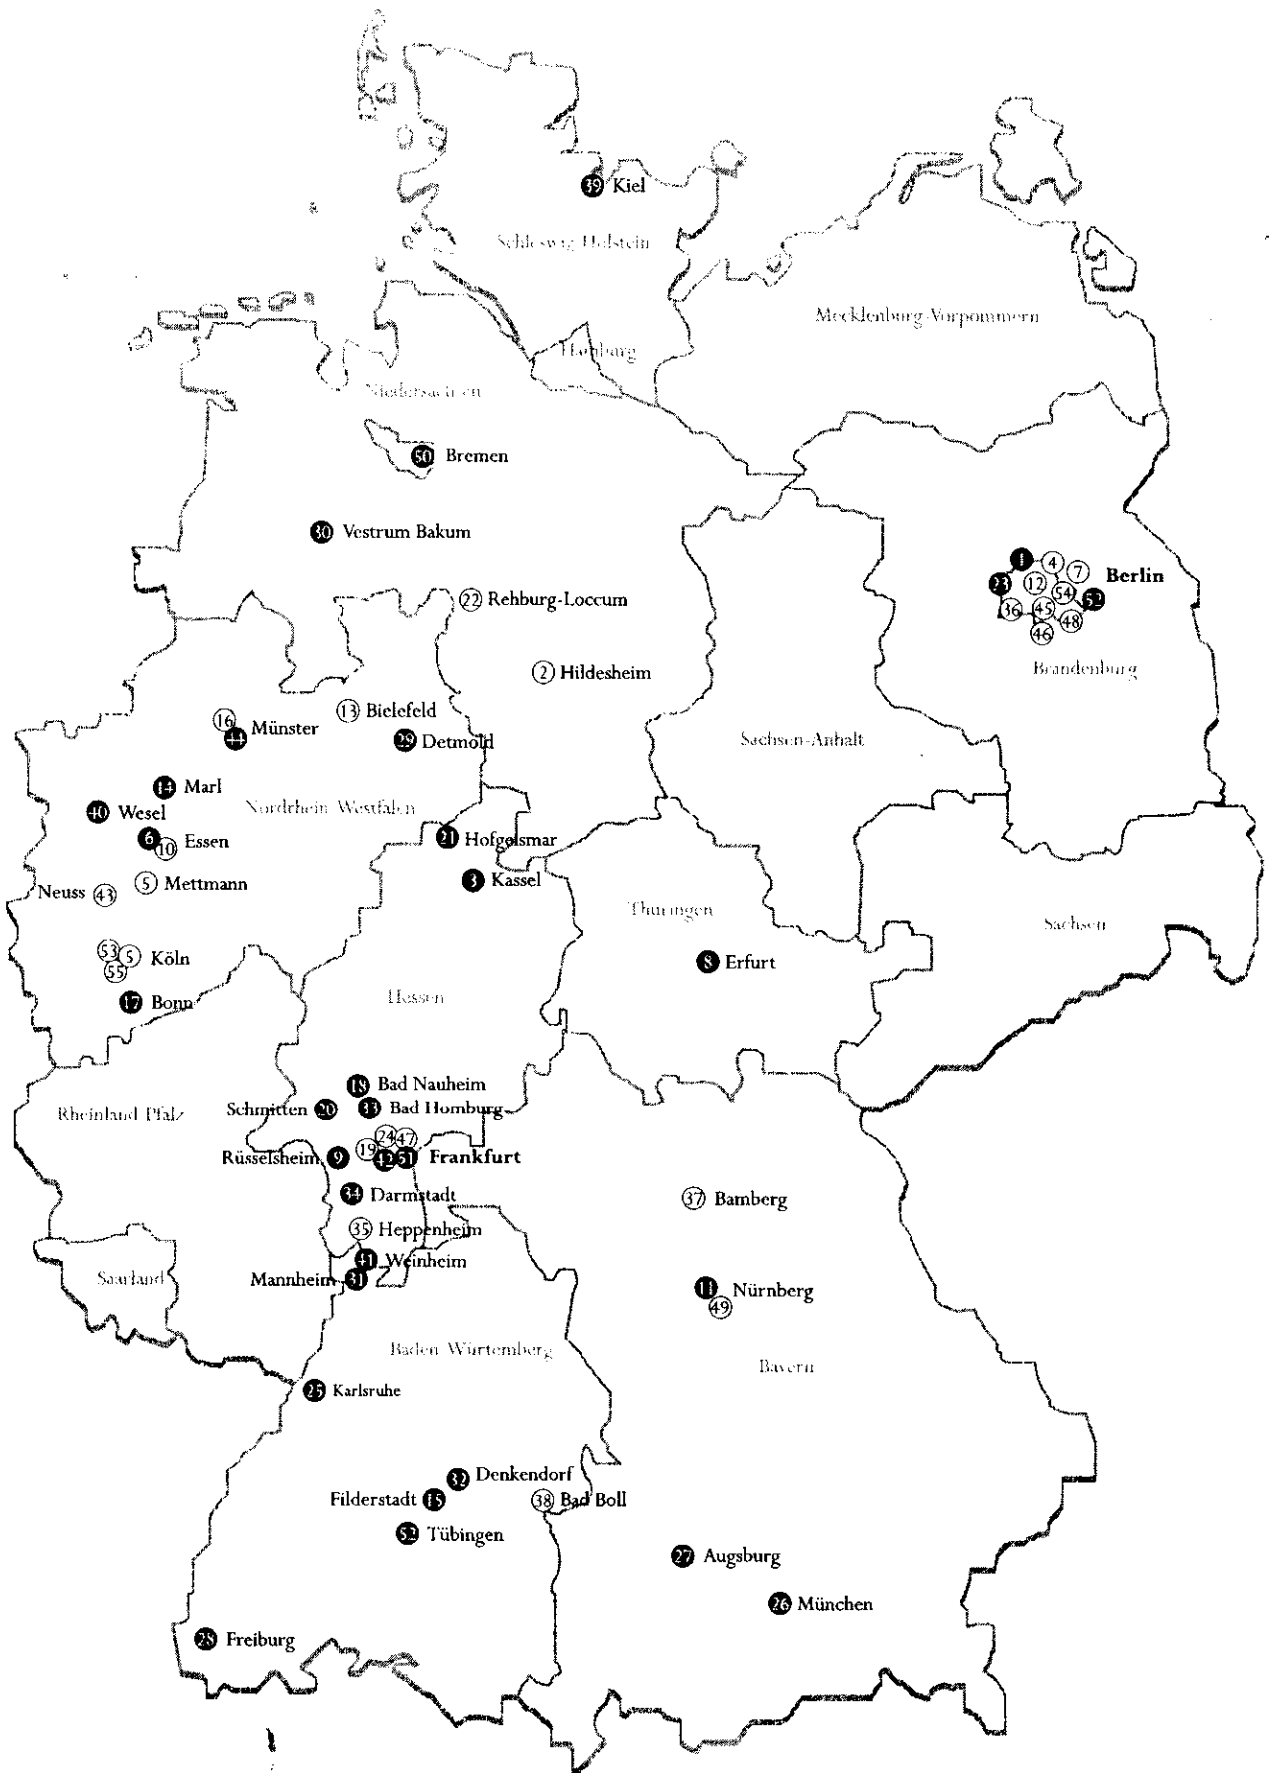 39 Kiel
Schleswig Holstein
Mecklenburg-Vorpommern
Hamburg
Niedersachsen
50 Bremen
30 Vestrum Bakum
1 4 7 Berlin
23 12 54 52
36 45 48
46
22 Rehburg-Loccum
Brandenburg
2 Hildesheim
16 Münster
44
13 Bielefeld
29 Detmold
Sachsen-Anhalt
14 Marl
40 Wesel
Nordrhein Westfalen
6 Essen
10
21 Hofgeismar
5 Mettmann
3 Kassel
Neuss 43
Thüringen
Sachsen
53 5 Köln
55
8 Erfurt
17 Bonn
Hessen
18 Bad Nauheim
Schmitten 20
33 Bad Homburg
Rheinland Pfalz
24 47
19
Rüsselsheim 9
42 51 Frankfurt
34 Darmstadt
37 Bamberg
35 Heppenheim
41 Weinheim
Saarland
Mannheim 31
11 Nürnberg
49
Baden Würtemberg
Bayern
25 Karlsruhe
32 Denkendorf
Filderstadt 15
38 Bad Boll
52 Tübingen
27 Augsburg
26 München
28 Freiburg